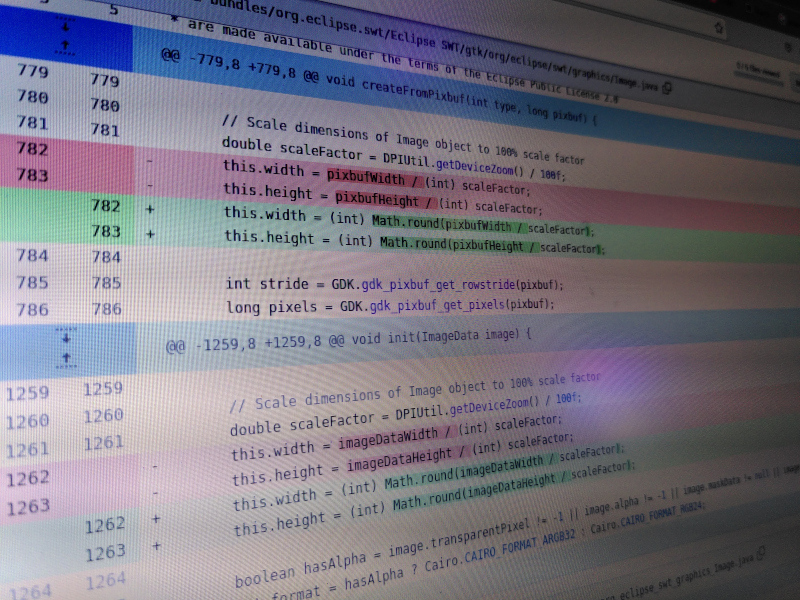 5 bundles/org.eclipse.swt/Eclipse SWT/gtk/org/eclipse/swt/graphics/Image.java
* are made available under the terms of the Eclipse Public License 2.0
@@ -779,8 +779,8 @@ void createFromPixbuf(int type, long pixbuf) {
779 779
780 780 // Scale dimensions of Image object to 100% scale factor
781 781 double scaleFactor = DPIUtil.getDeviceZoom() / 100f;
782 - this.width = pixbufWidth / (int) scaleFactor;
783 - this.height = pixbufHeight / (int) scaleFactor;
782 + this.width = (int) Math.round(pixbufWidth / scaleFactor);
783 + this.height = (int) Math.round(pixbufHeight / scaleFactor);
784 784
785 785 int stride = GDK.gdk_pixbuf_get_rowstride(pixbuf);
786 786 long pixels = GDK.gdk_pixbuf_get_pixels(pixbuf);
@@ -1259,8 +1259,8 @@ void init(ImageData image) {
1259 1259
1260 1260 // Scale dimensions of Image object to 100% scale factor
1261 1261 double scaleFactor = DPIUtil.getDeviceZoom() / 100f;
1262 - this.width = imageDataWidth / (int) scaleFactor;
1263 - this.height = imageDataHeight / (int) scaleFactor;
1262 + this.width = (int) Math.round(imageDataWidth / scaleFactor);
1263 + this.height = (int) Math.round(imageDataHeight / scaleFactor);
1264 1264
boolean hasAlpha = image.transparentPixel != -1 || image.alpha != -1 || image.maskData != null ||
format = hasAlpha ? Cairo.CAIRO_FORMAT_ARGB32 : Cairo.CAIRO_FORMAT_RGB24;
org_eclipse_swt_graphics_Image.java